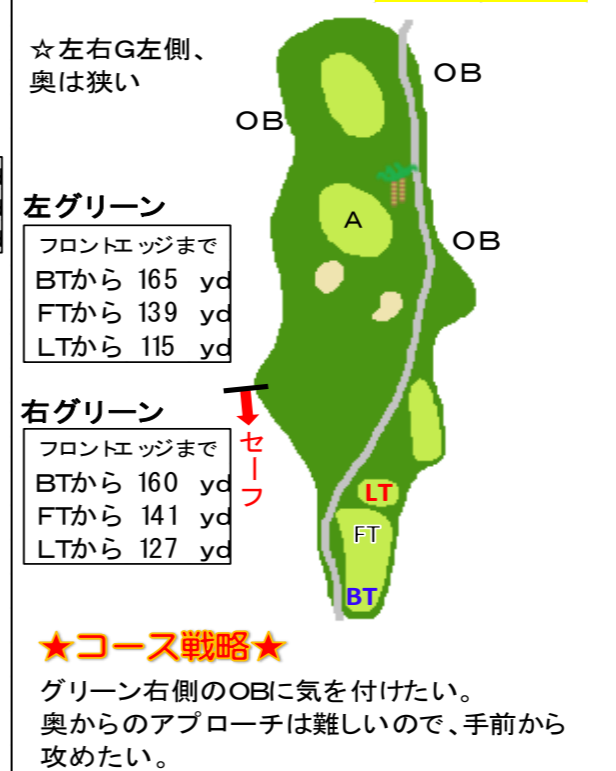 ☆左右G左側、
奥は狭い
OB
OB
OB
A
左グリーン
フロントエッジまで
BTから 165 yd
FTから 139 yd
LTから 115 yd
右グリーン
フロントエッジまで
BTから 160 yd
FTから 141 yd
LTから 127 yd
セーフ
LT
FT
BT
★コース戦略★
グリーン右側のOBに気を付けたい。
奥からのアプローチは難しいので、手前から
攻めたい。